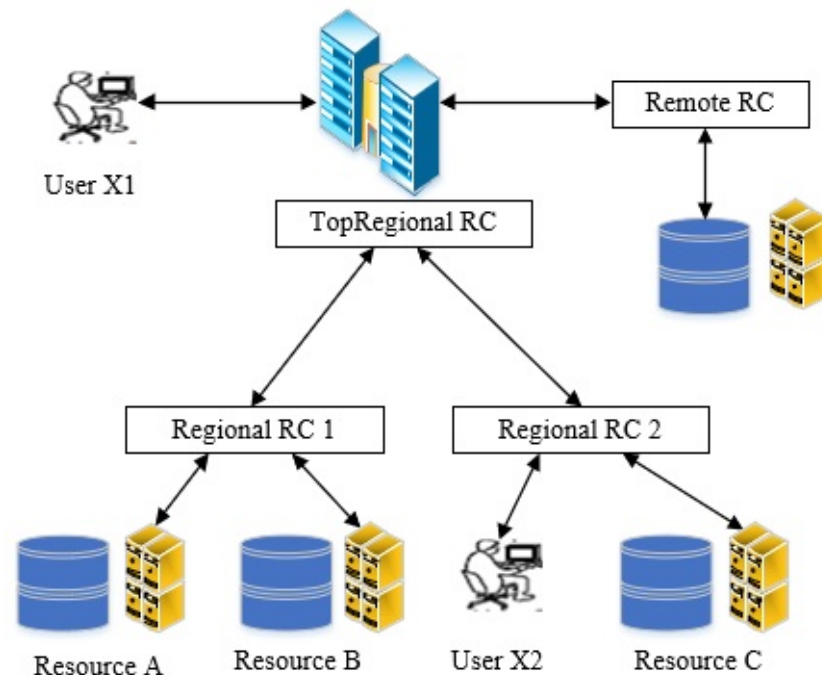 Remote RC
User X1
TopRegional RC
Regional RC 1
Regional RC 2
Resource A
Resource B
User X2
Resource C